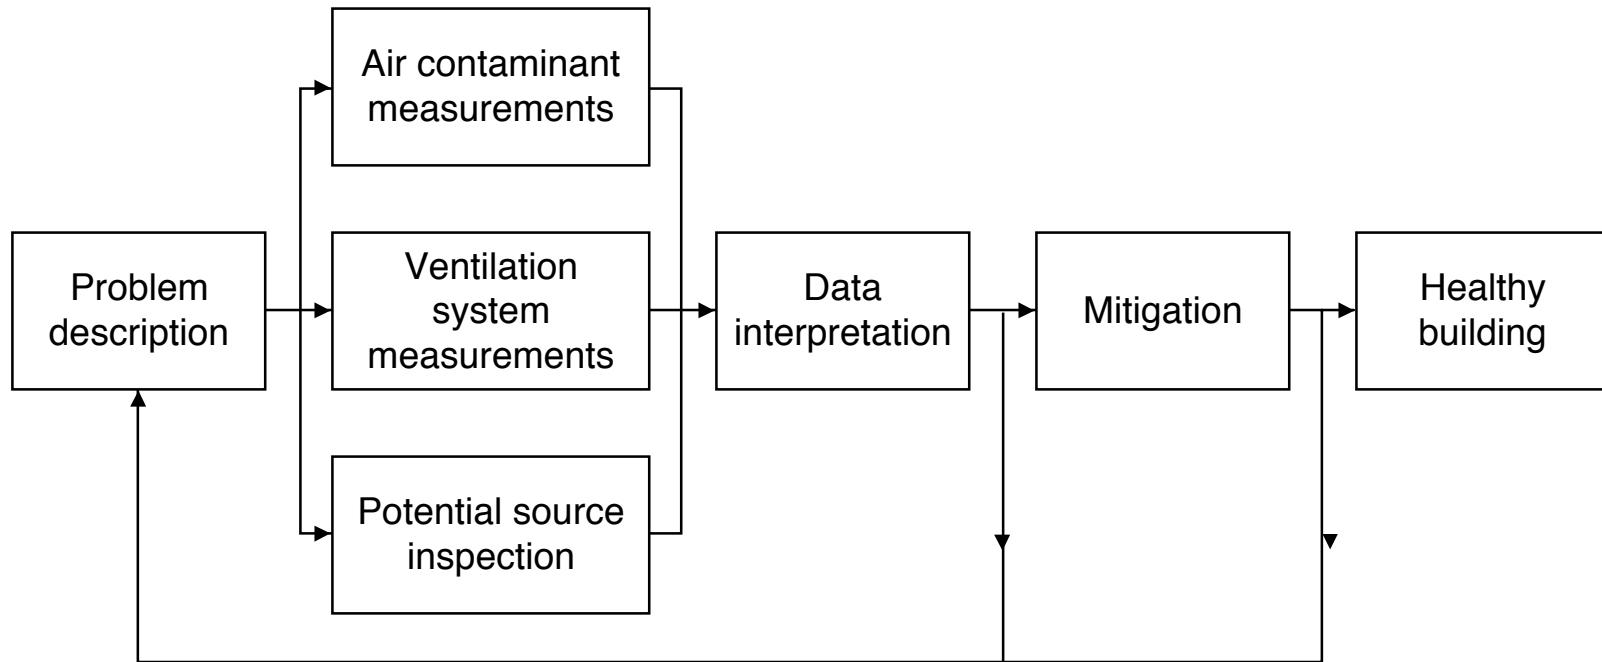 Air contaminant
measurements
Problem
description
Ventilation
system
measurements
Data
interpretation
Mitigation
Healthy
building
Potential source
inspection